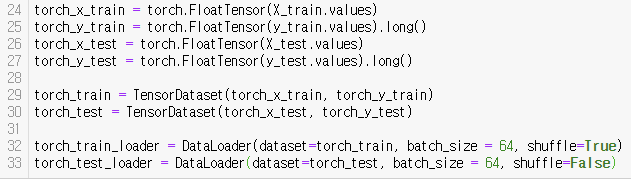 24 torch_x_train = torch.FloatTensor(X_train.values)
25 torch_y_train = torch.FloatTensor(y_train.values).long()
26 torch_x_test = torch.FloatTensor(X_test.values)
27 torch_y_test = torch.FloatTensor(y_test.values).long()
28
29 torch_train = TensorDataset(torch_x_train, torch_y_train)
30 torch_test = TensorDataset(torch_x_test, torch_y_test)
31
32 torch_train_loader = DataLoader(dataset=torch_train, batch_size = 64, shuffle=True)
33 torch_test_loader = DataLoader(dataset=torch_test, batch_size = 64, shuffle=False)